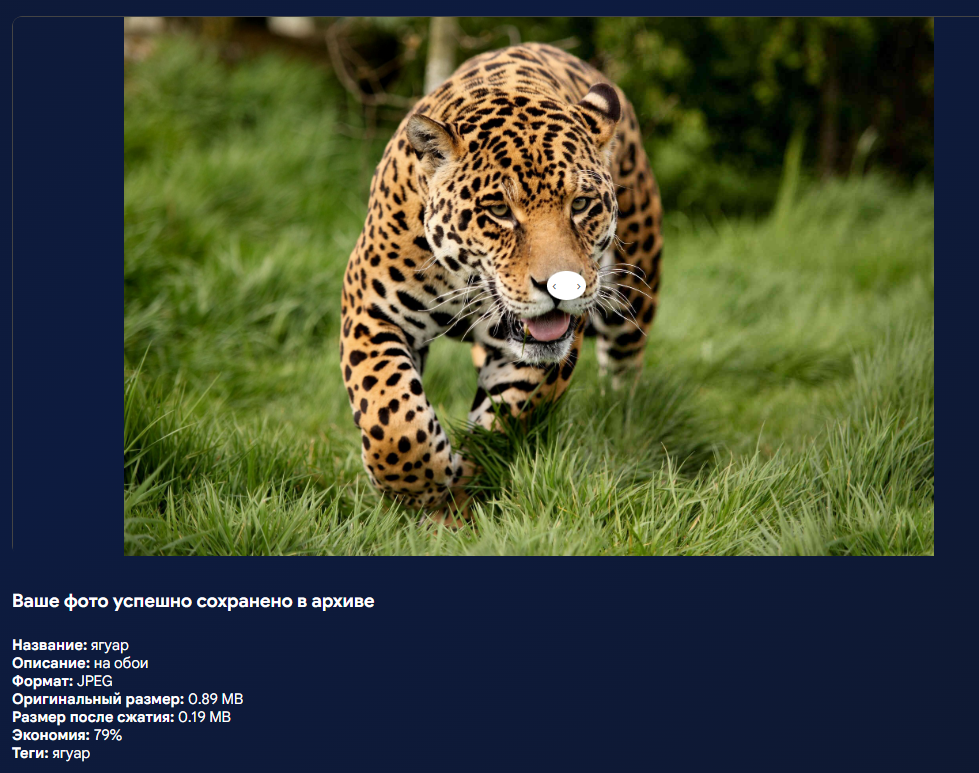 Ваше фото успешно сохранено в архиве
Название: ягуар
Описание: на обои
Формат: JPEG
Оригинальный размер: 0.89 MB
Размер после сжатия: 0.19 MB
Экономия: 79%
Теги: ягуар